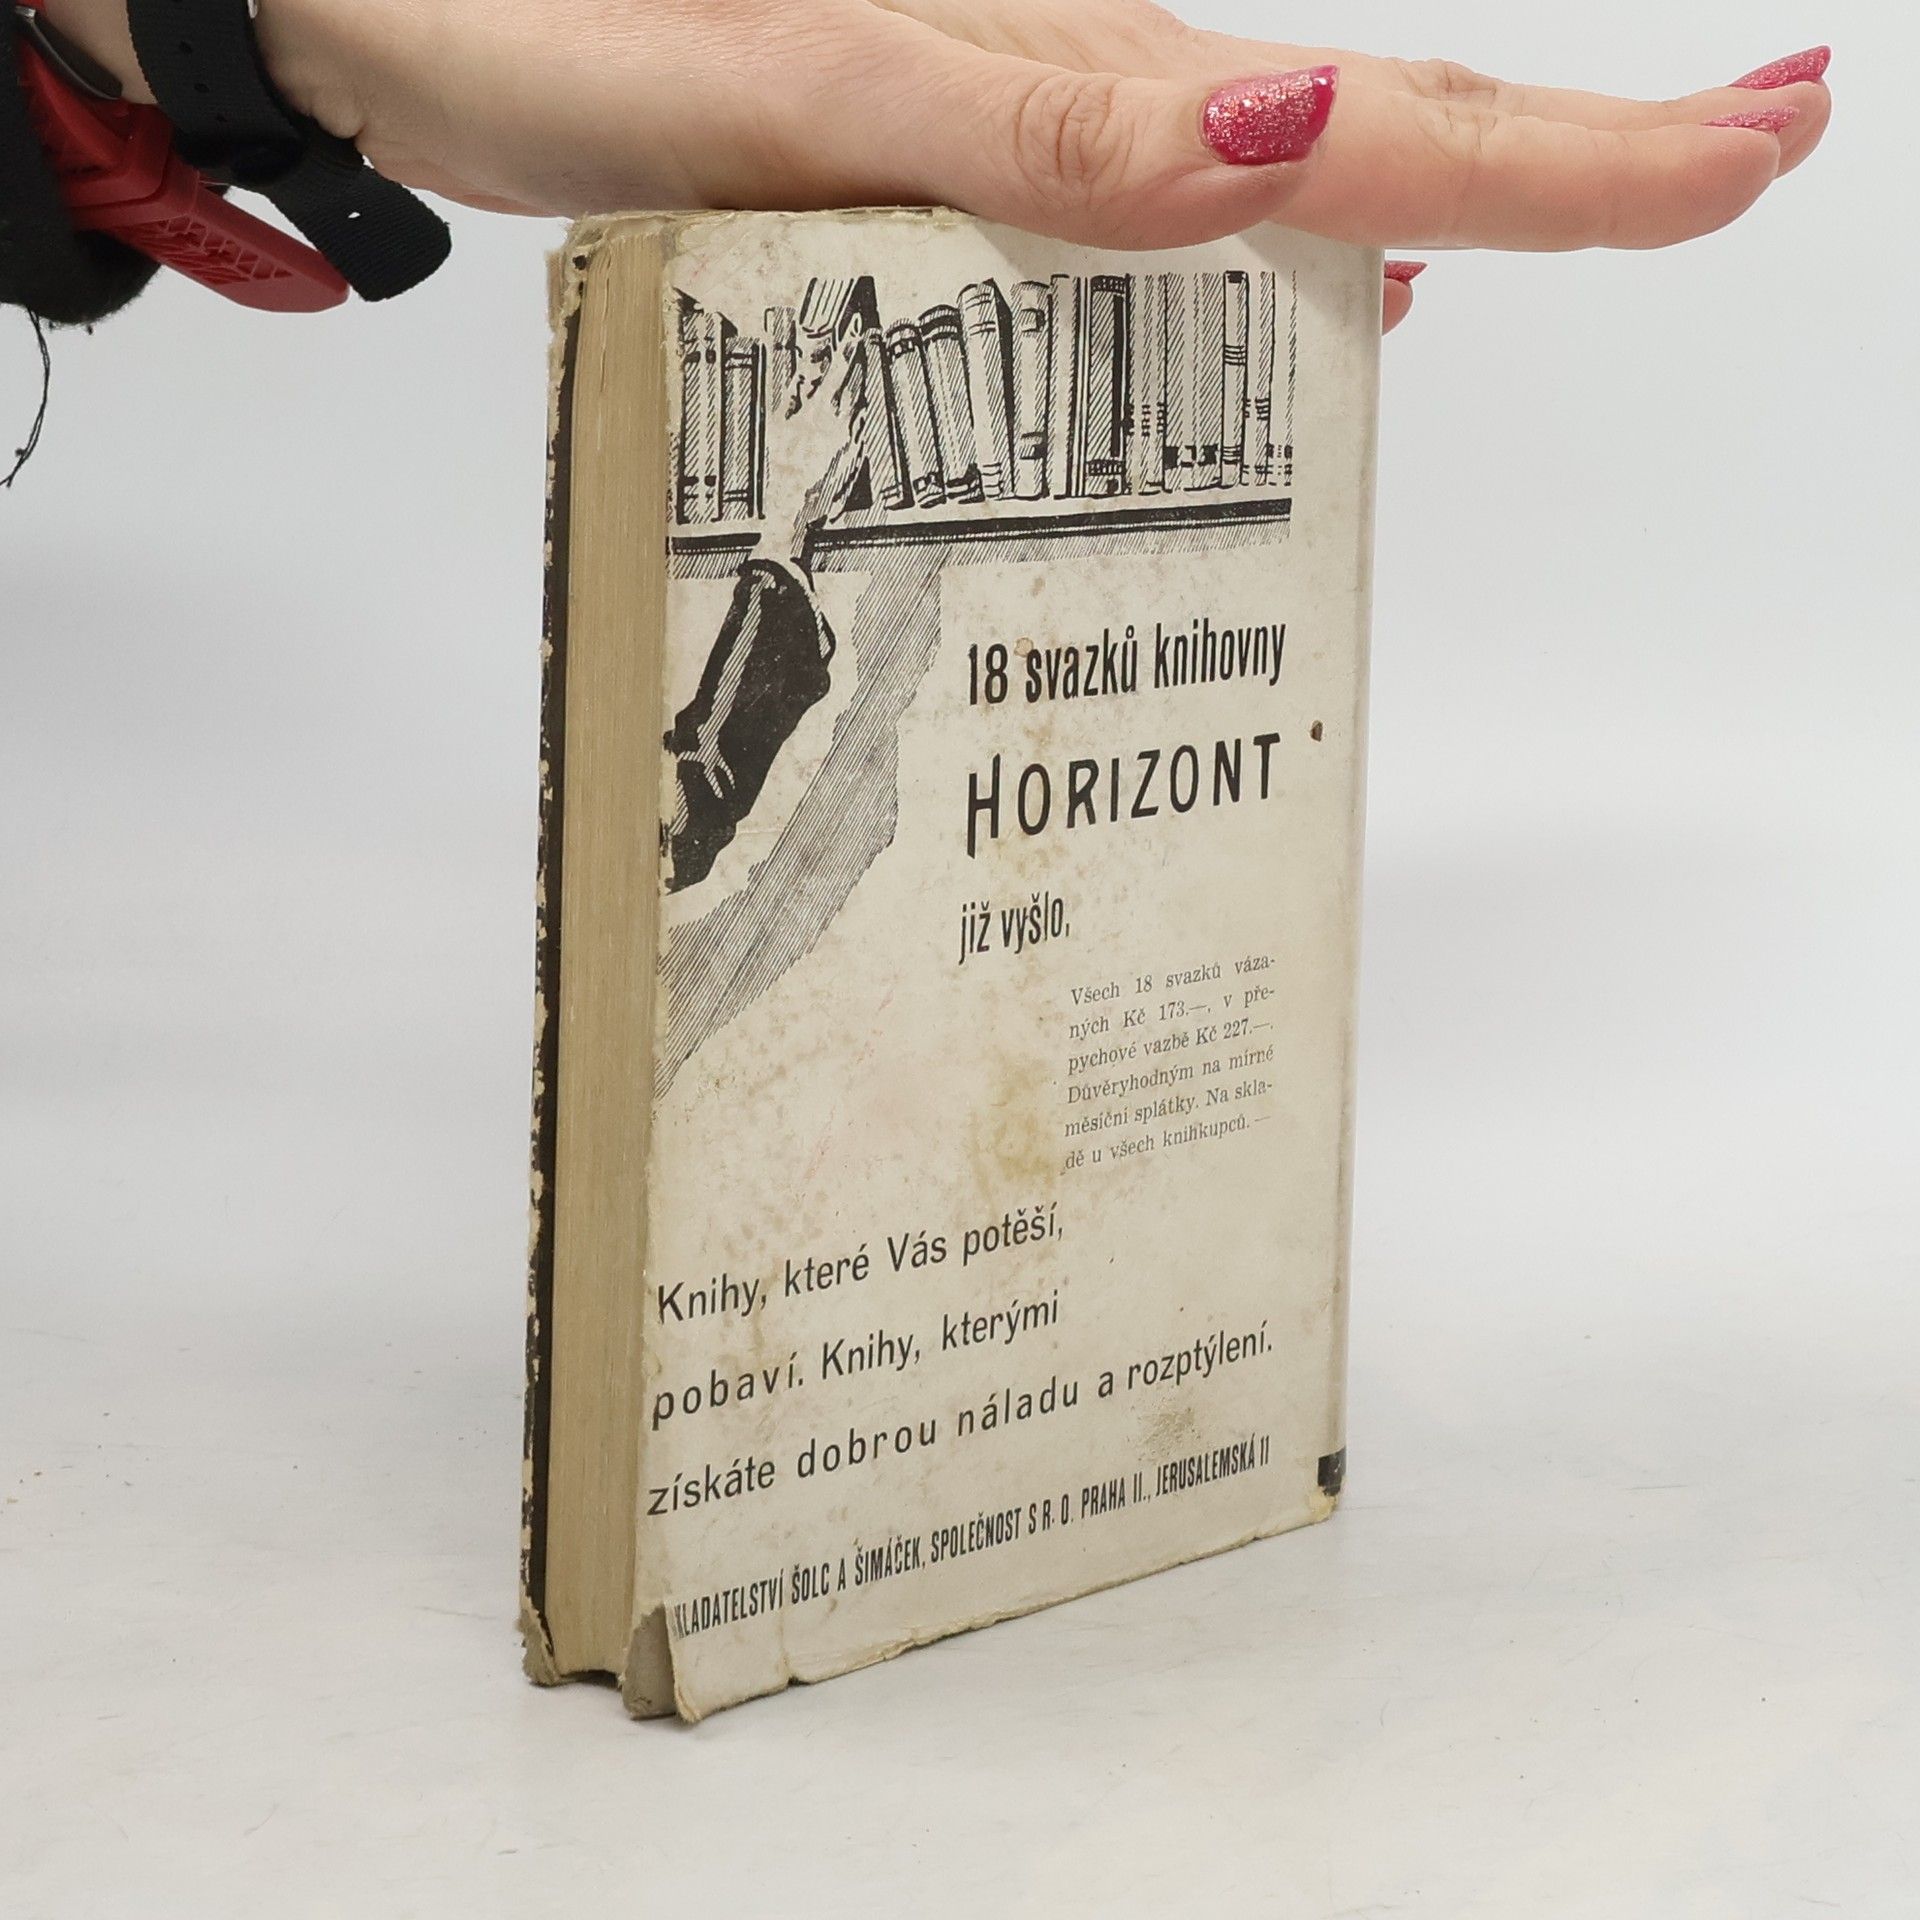 18 svazků knihovny
HORIZONT
již vyšlo,
Všech 18 svazků váza-
ných Kč 173.—, v pře-
pychové vazbě Kč 227.—.
Důvěryhodným na mírné
měsíční splátky. Na skla-
dě u všech knihkupců. —
Knihy, které Vás potěší,
pobaví. Knihy, kterými
získáte dobrou náladu a rozptýlení.
KLADATELSTVÍ ŠOLC A ŠIMÁČEK, SPOLEČNOST S R. O. PRAHA II., JERUSALEMSKÁ 11